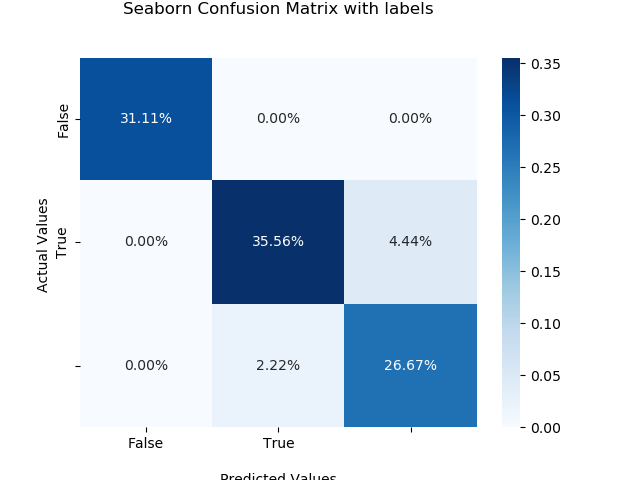 Seaborn Confusion Matrix with labels
False
31.11%
0.00%
0.00%
0.35
0.30
0.25
Actual Values
True
0.00%
35.56%
4.44%
0.20
0.15
0.10
0.00%
2.22%
26.67%
0.05
0.00
False
True
Predicted Values